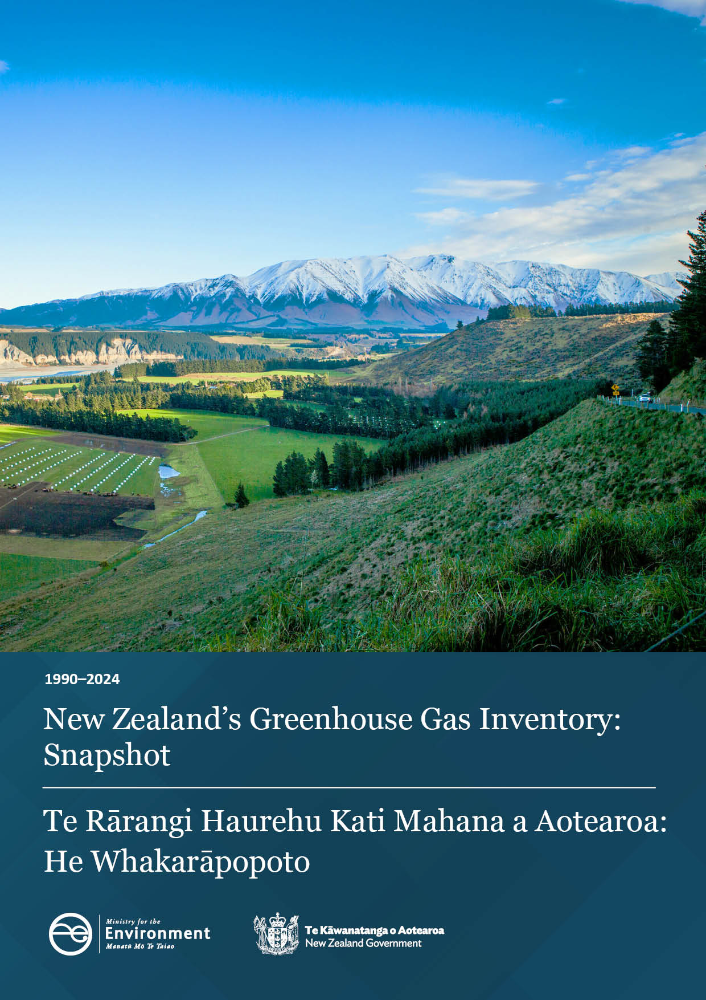 1990–2024
New Zealand’s Greenhouse Gas Inventory:
Snapshot
Te Rārangi Haurehu Kati Mahana a Aotearoa:
He Whakarāpopoto
Ministry for the
Environment
Manatū Mō Te Taiao
Te Kāwanatanga o Aotearoa
New Zealand Government